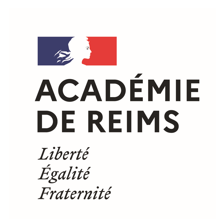 ACADÉMIE
DE REIMS
Liberté
Égalité
Fraternité